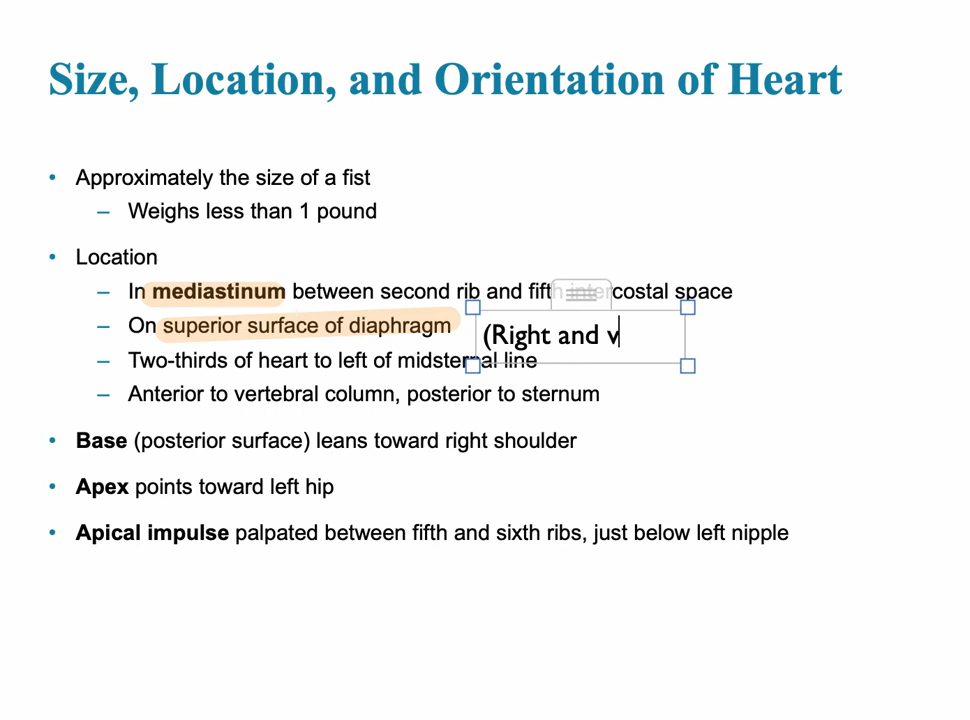 Size, Location, and Orientation of Heart
• Approximately the size of a fist
– Weighs less than 1 pound
• Location
– In mediastinum between second rib and fifth intercostal space
– On superior surface of diaphragm
(Right and v
– Two-thirds of heart to left of midsternal line
– Anterior to vertebral column, posterior to sternum
• Base (posterior surface) leans toward right shoulder
• Apex points toward left hip
• Apical impulse palpated between fifth and sixth ribs, just below left nipple